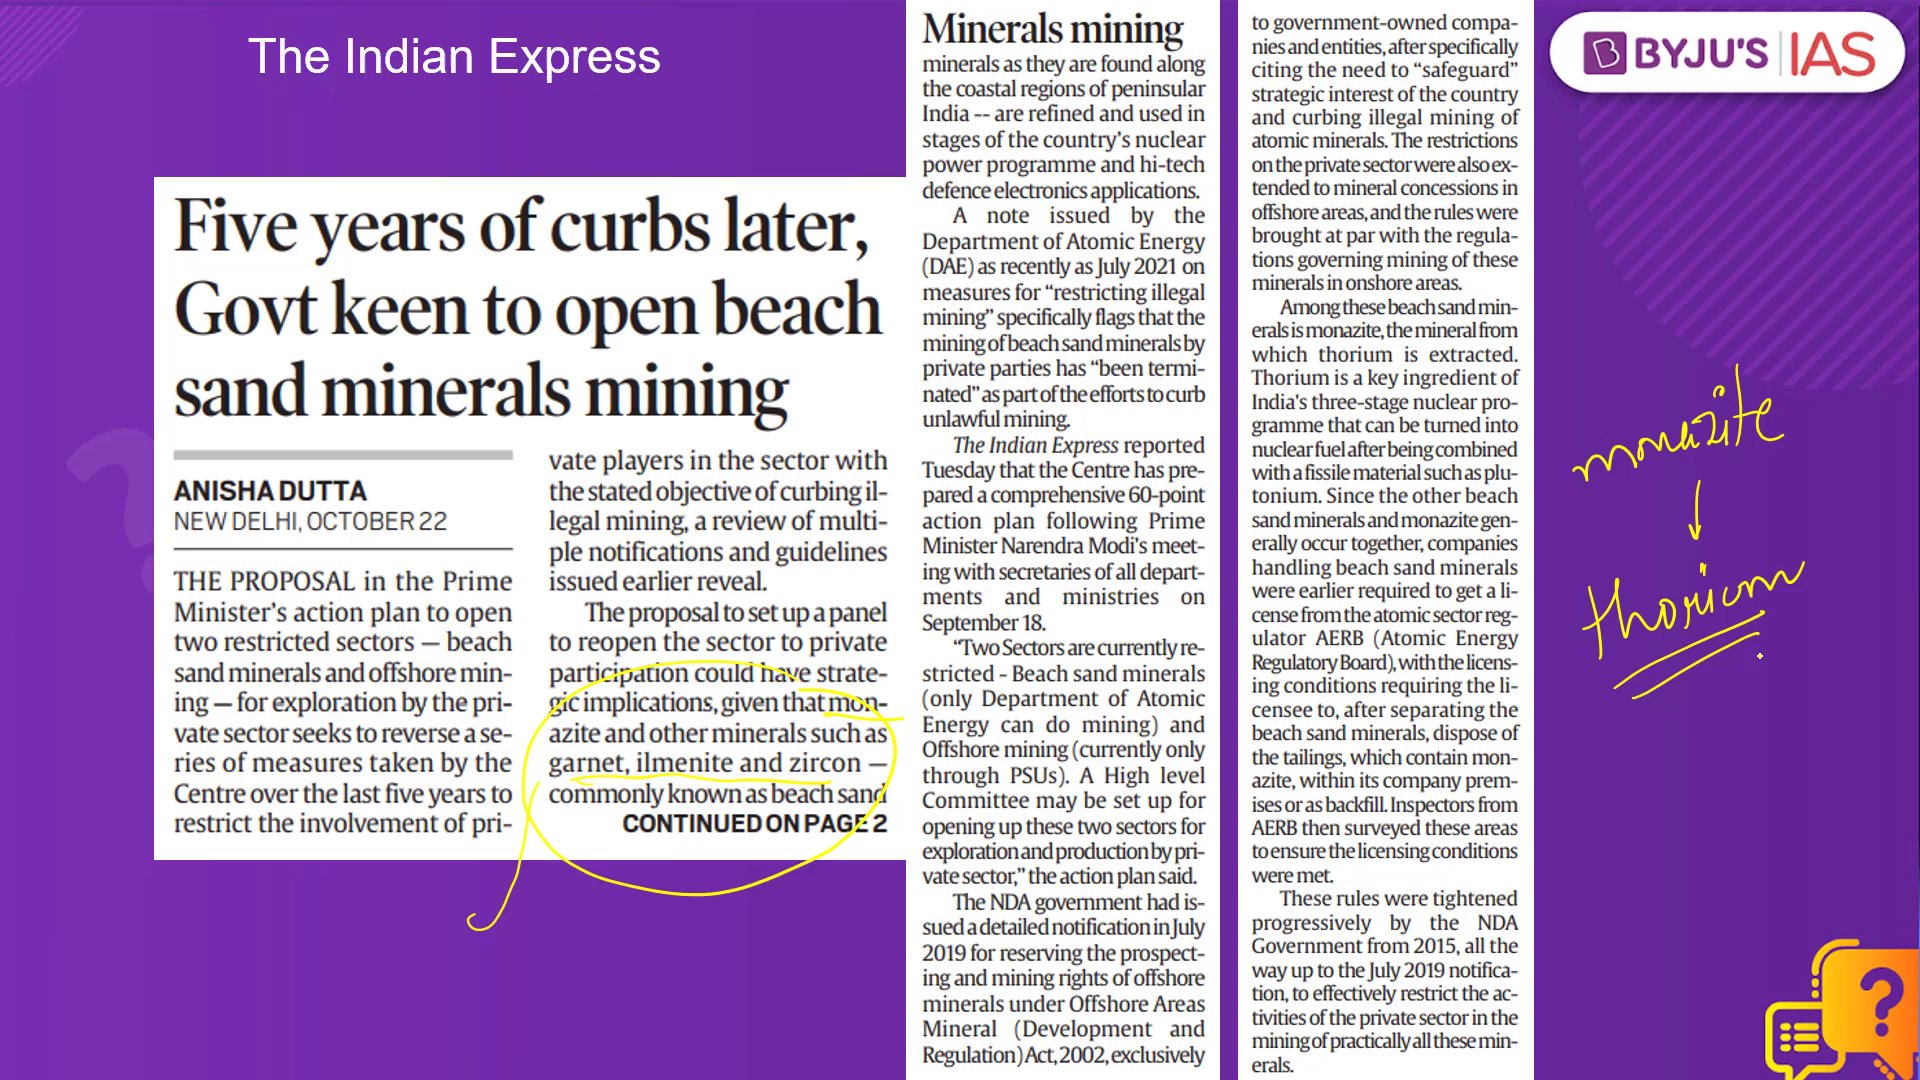 The Indian Express
BYJU'S IAS
Five years of curbs later,
Govt keen to open beach
sand minerals mining
ANISHA DUTTA
NEW DELHI, OCTOBER 22
THE PROPOSAL in the Prime
Minister's action plan to open
two restricted sectors — beach
sand minerals and offshore min-
ing — for exploration by the pri-
vate sector seeks to reverse a se-
ries of measures taken by the
Centre over the last five years to
restrict the involvement of pri-
vate players in the sector with
the stated objective of curbing il-
legal mining, a review of multi-
ple notifications and guidelines
issued earlier reveal.
The proposal to set up a panel
to reopen the sector to private
participation could have strate-
gic implications, given that mon-
azite and other minerals such as
garnet, ilmenite and zircon —
commonly known as beach sand
CONTINUED ON PAGE 2
Minerals mining
minerals as they are found along
the coastal regions of peninsular
India -- are refined and used in
stages of the country's nuclear
power programme and hi-tech
defence electronics applications.
A note issued by the
Department of Atomic Energy
(DAE) as recently as July 2021 on
measures for “restricting illegal
mining” specifically flags that the
mining of beach sand minerals by
private parties has “been termi-
nated” as part of the efforts to curb
unlawful mining.
The Indian Express reported
Tuesday that the Centre has pre-
pared a comprehensive 60-point
action plan following Prime
Minister Narendra Modi's meet-
ing with secretaries of all depart-
ments and ministries on
September 18.
“Two Sectors are currently re-
stricted - Beach sand minerals
(only Department of Atomic
Energy can do mining) and
Offshore mining (currently only
through PSUs). A High level
Committee may be set up for
opening up these two sectors for
exploration and production by pri-
vate sector,” the action plan said.
The NDA government had is-
sued a detailed notification in July
2019 for reserving the prospect-
ing and mining rights of offshore
minerals under Offshore Areas
Mineral (Development and
Regulation) Act, 2002, exclusively
to government-owned compa-
nies and entities, after specifically
citing the need to “safeguard”
strategic interest of the country
and curbing illegal mining of
atomic minerals. The restrictions
on the private sector were also ex-
tended to mineral concessions in
offshore areas, and the rules were
brought at par with the regula-
tions governing mining of these
minerals in onshore areas.
Among these beach sand min-
erals is monazite, the mineral from
which thorium is extracted.
Thorium is a key ingredient of
India's three-stage nuclear pro-
gramme that can be turned into
nuclear fuel after being combined
with a fissile material such as plu-
tonium. Since the other beach
sand minerals and monazite gen-
erally occur together, companies
handling beach sand minerals
were earlier required to get a li-
cense from the atomic sector reg-
ulator AERB (Atomic Energy
Regulatory Board), with the licens-
ing conditions requiring the li-
censee to, after separating the
beach sand minerals, dispose of
the tailings, which contain mon-
azite, within its company prem-
ises or as backfill. Inspectors from
AERB then surveyed these areas
to ensure the licensing conditions
were met.
These rules were tightened
progressively by the NDA
Government from 2015, all the
way up to the July 2019 notifica-
tion, to effectively restrict the ac-
tivities of the private sector in the
mining of practically all these min-
erals.
monazite
thorium